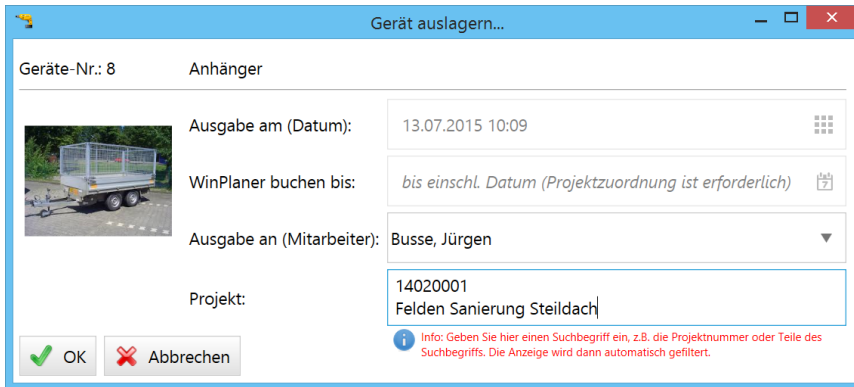 Gerät auslagern...
Geräte-Nr.: 8 Anhänger
Ausgabe am (Datum): 13.07.2015 10:09
WinPlaner buchen bis: bis einschl. Datum (Projektzuordnung ist erforderlich) 7
Ausgabe an (Mitarbeiter): Busse, Jürgen
Projekt: 14020001
Felden Sanierung Steildach
Info: Geben Sie hier einen Suchbegriff ein, z.B. die Projektnummer oder Teile des
Suchbegriffs. Die Anzeige wird dann automatisch gefiltert.
OK Abbrechen